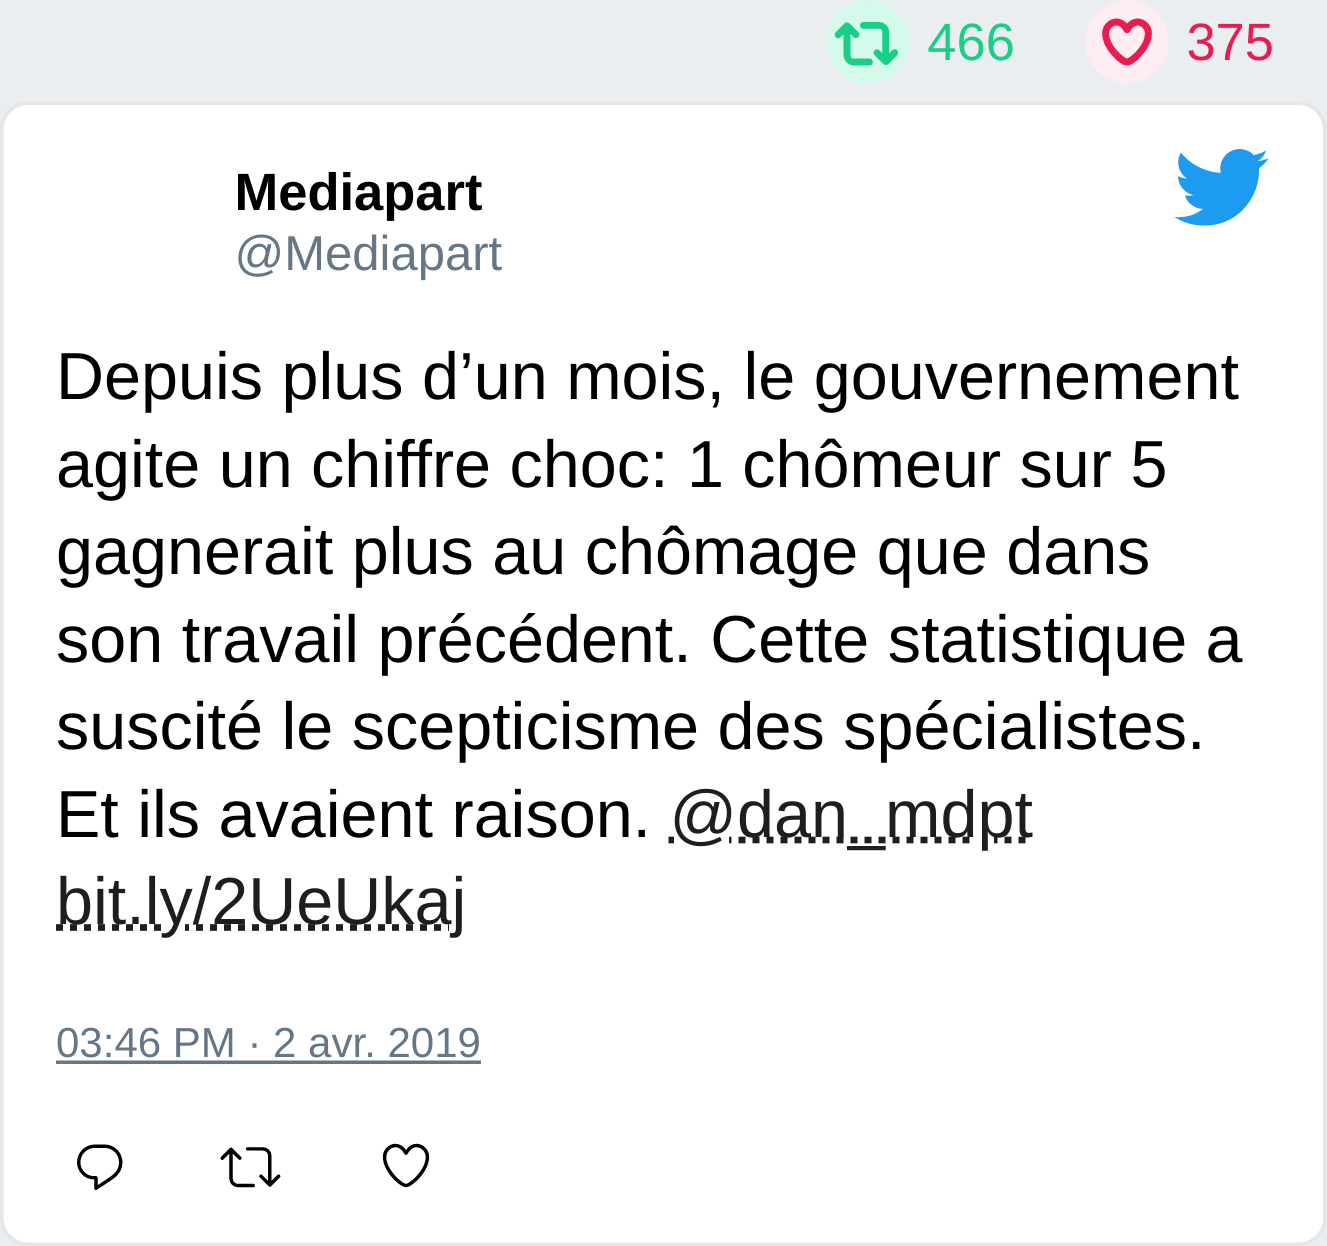 466 375
Mediapart
@Mediapart
Depuis plus d’un mois, le gouvernement
agite un chiffre choc: 1 chômeur sur 5
gagnerait plus au chômage que dans
son travail précédent. Cette statistique a
suscité le scepticisme des spécialistes.
Et ils avaient raison. @dan_mdpt
bit.ly/2UeUkaj
03:46 PM · 2 avr. 2019